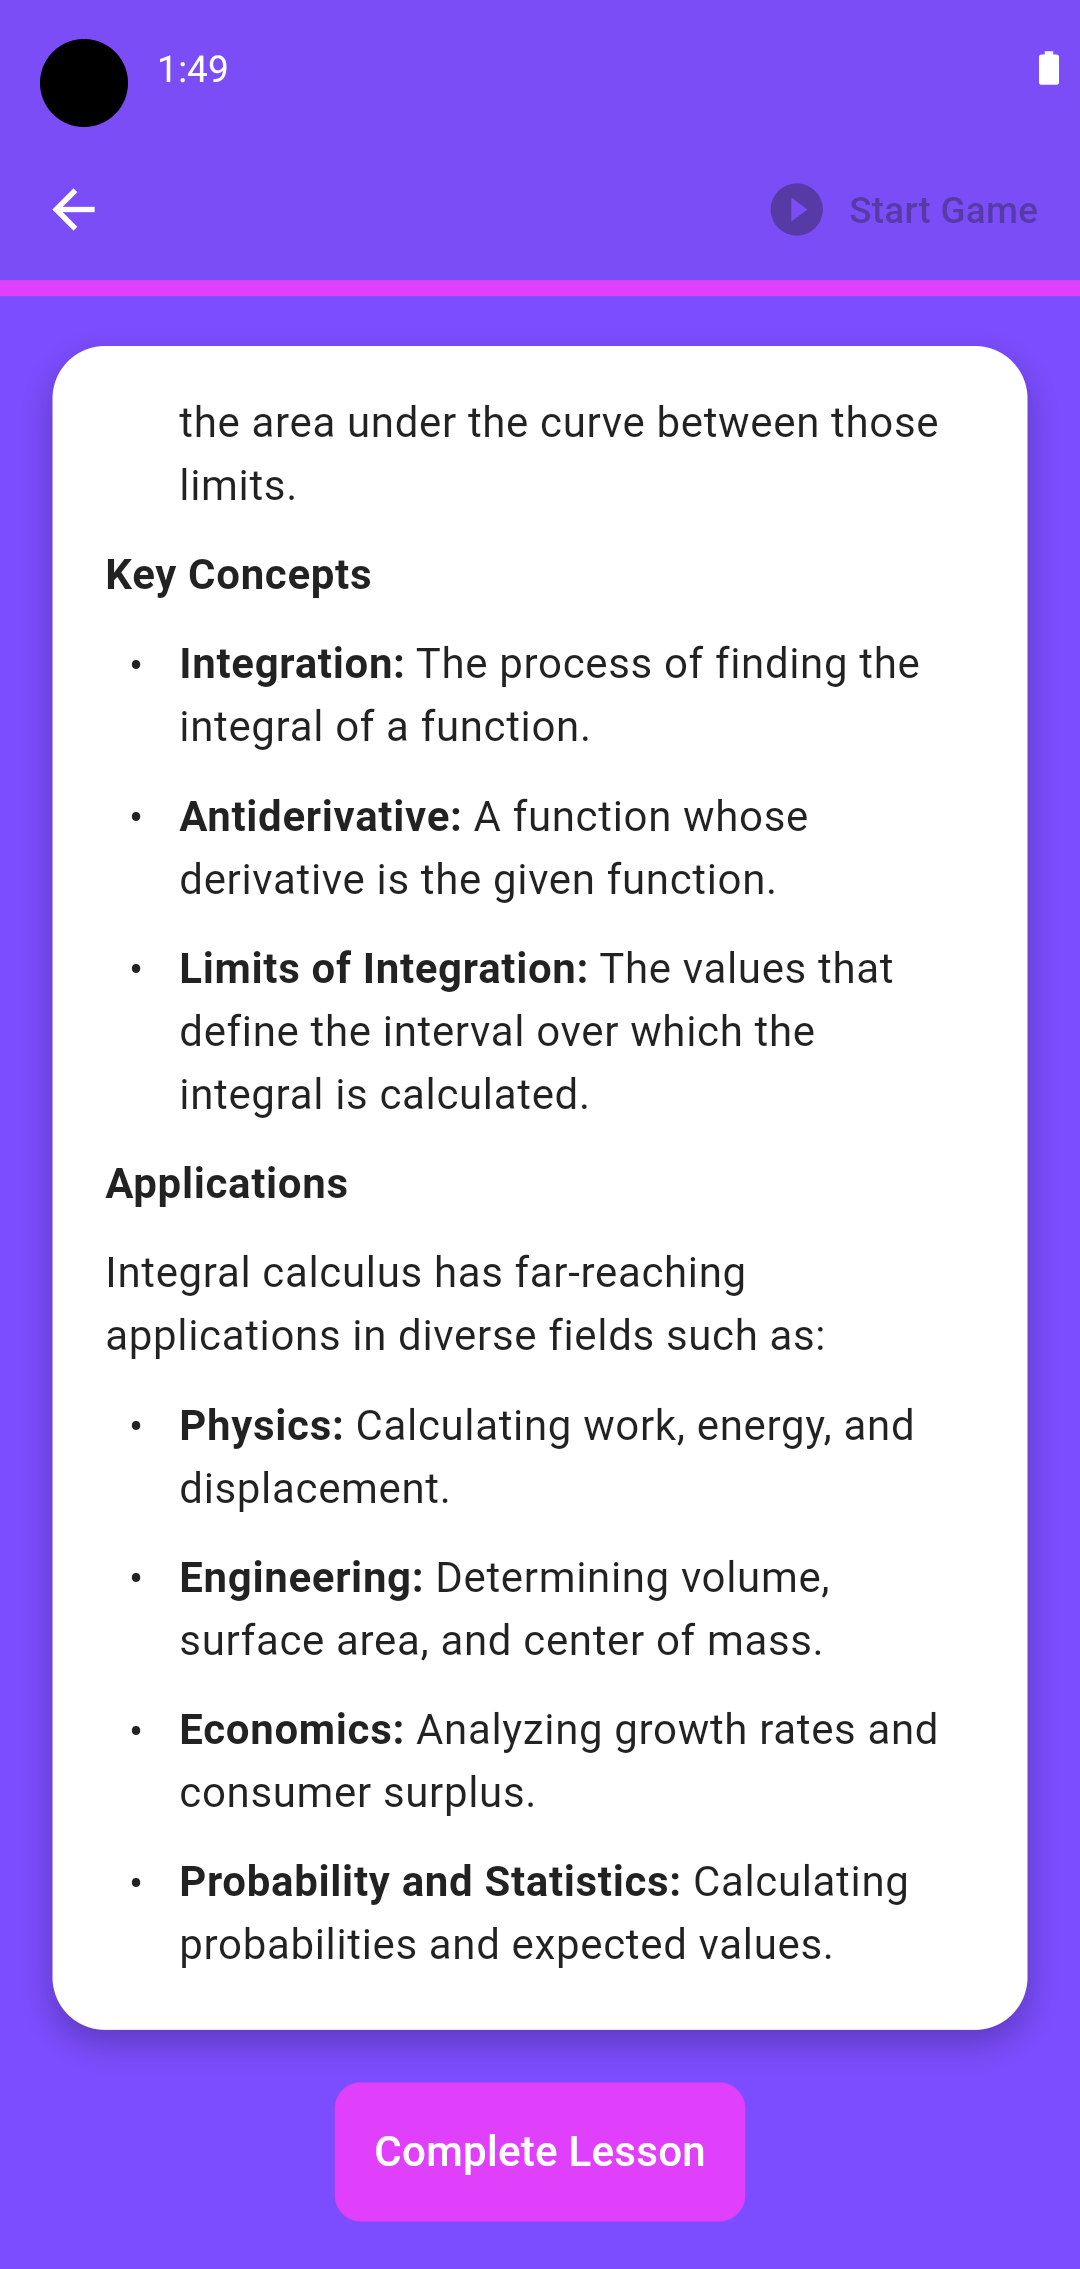 1:49
Start Game
the area under the curve between those
limits.
Key Concepts
• Integration: The process of finding the
integral of a function.
• Antiderivative: A function whose
derivative is the given function.
• Limits of Integration: The values that
define the interval over which the
integral is calculated.
Applications
Integral calculus has far-reaching
applications in diverse fields such as:
• Physics: Calculating work, energy, and
displacement.
• Engineering: Determining volume,
surface area, and center of mass.
• Economics: Analyzing growth rates and
consumer surplus.
• Probability and Statistics: Calculating
probabilities and expected values.
Complete Lesson